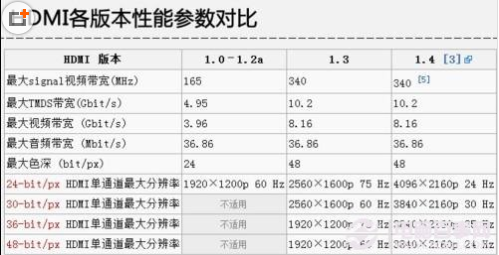 HDMI各版本性能参数对比
HDMI 版本 1.0-1.2a 1.3 1.4 [3]
最大signal视频带宽(MHz) 165 340 340 [5]
最大TMDS带宽(Gbit/s) 4.95 10.2 10.2
最大视频带宽 (Gbit/s) 3.96 8.16 8.16
最大音频带宽 (Mbit/s) 36.86 36.86 36.86
最大色深 (bit/px) 24 48 48
24-bit/px HDMI单通道最大分辨率 1920×1200p 60 Hz 2560×1600p 75 Hz 4096×2160p 24 Hz
30-bit/px HDMI单通道最大分辨率 不适用 2560×1600p 60 Hz 3840×2160p 30 Hz
36-bit/px HDMI单通道最大分辨率 不适用 1920×1200p Hz
48-bit/px HDMI单通道最大分辨率 不适用 1920×1200p 3840×2160p 24 Hz